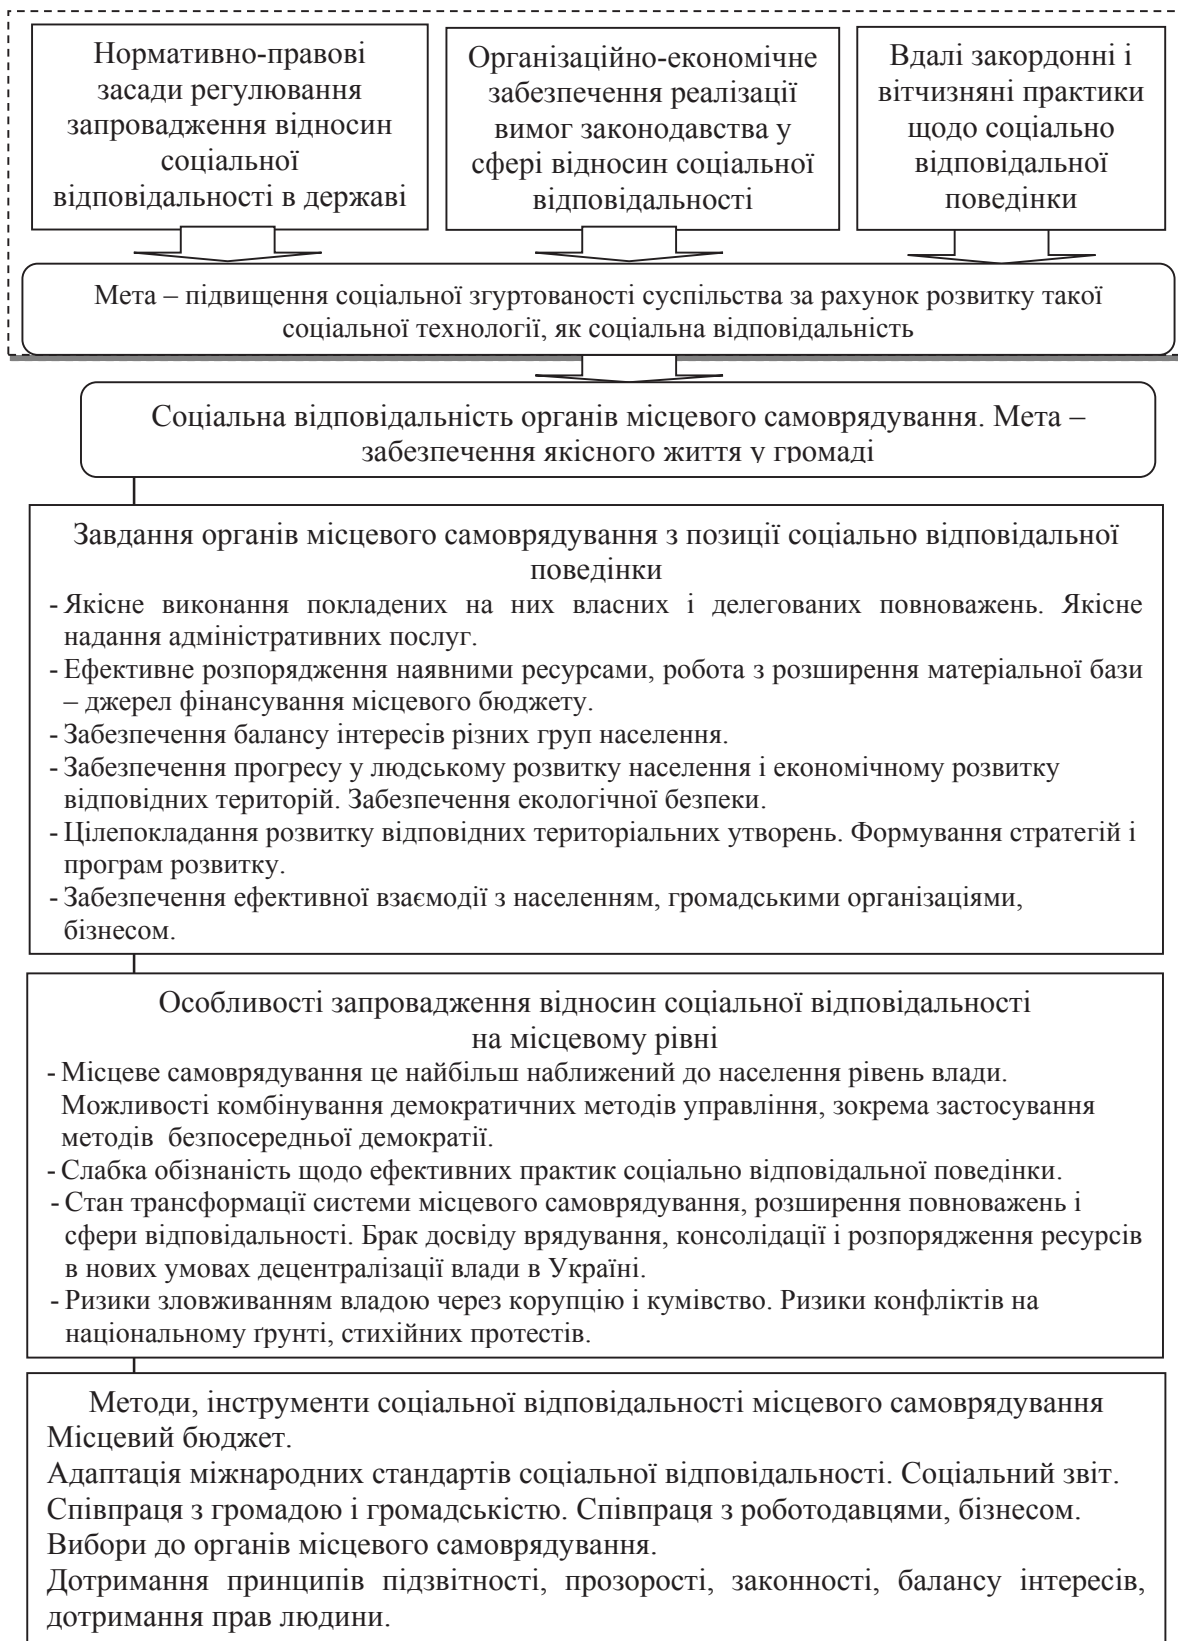 Нормативно-правові
засади регулювання
запровадження відносин
соціальної
відповідальності в державі
Організаційно-економічне
забезпечення реалізації
вимог законодавства у
сфері відносин соціальної
відповідальності
Вдалі закордонні і
вітчизняні практики
щодо соціально
відповідальної
поведінки
Мета – підвищення соціальної згуртованості суспільства за рахунок розвитку такої
соціальної технології, як соціальна відповідальність
Соціальна відповідальність органів місцевого самоврядування. Мета –
забезпечення якісного життя у громаді
Завдання органів місцевого самоврядування з позиції соціально відповідальної
поведінки
- Якісне виконання покладених на них власних і делегованих повноважень. Якісне
надання адміністративних послуг.
- Ефективне розпорядження наявними ресурсами, робота з розширення матеріальної бази
– джерел фінансування місцевого бюджету.
- Забезпечення балансу інтересів різних груп населення.
- Забезпечення прогресу у людському розвитку населення і економічному розвитку
відповідних територій. Забезпечення екологічної безпеки.
- Цілепокладання розвитку відповідних територіальних утворень. Формування стратегій і
програм розвитку.
- Забезпечення ефективної взаємодії з населенням, громадськими організаціями,
бізнесом.
Особливості запровадження відносин соціальної відповідальності
на місцевому рівні
- Місцеве самоврядування це найбільш наближений до населення рівень влади.
Можливості комбінування демократичних методів управління, зокрема застосування
методів безпосередньої демократії.
- Слабка обізнаність щодо ефективних практик соціально відповідальної поведінки.
- Стан трансформації системи місцевого самоврядування, розширення повноважень і
сфери відповідальності. Брак досвіду врядування, консолідації і розпорядження ресурсів
в нових умовах децентралізації влади в Україні.
- Ризики зловживанням владою через корупцію і кумівство. Ризики конфліктів на
національному ґрунті, стихійних протестів.
Методи, інструменти соціальної відповідальності місцевого самоврядування
Місцевий бюджет.
Адаптація міжнародних стандартів соціальної відповідальності. Соціальний звіт.
Співпраця з громадою і громадськістю. Співпраця з роботодавцями, бізнесом.
Вибори до органів місцевого самоврядування.
Дотримання принципів підзвітності, прозорості, законності, балансу інтересів,
дотримання прав людини.